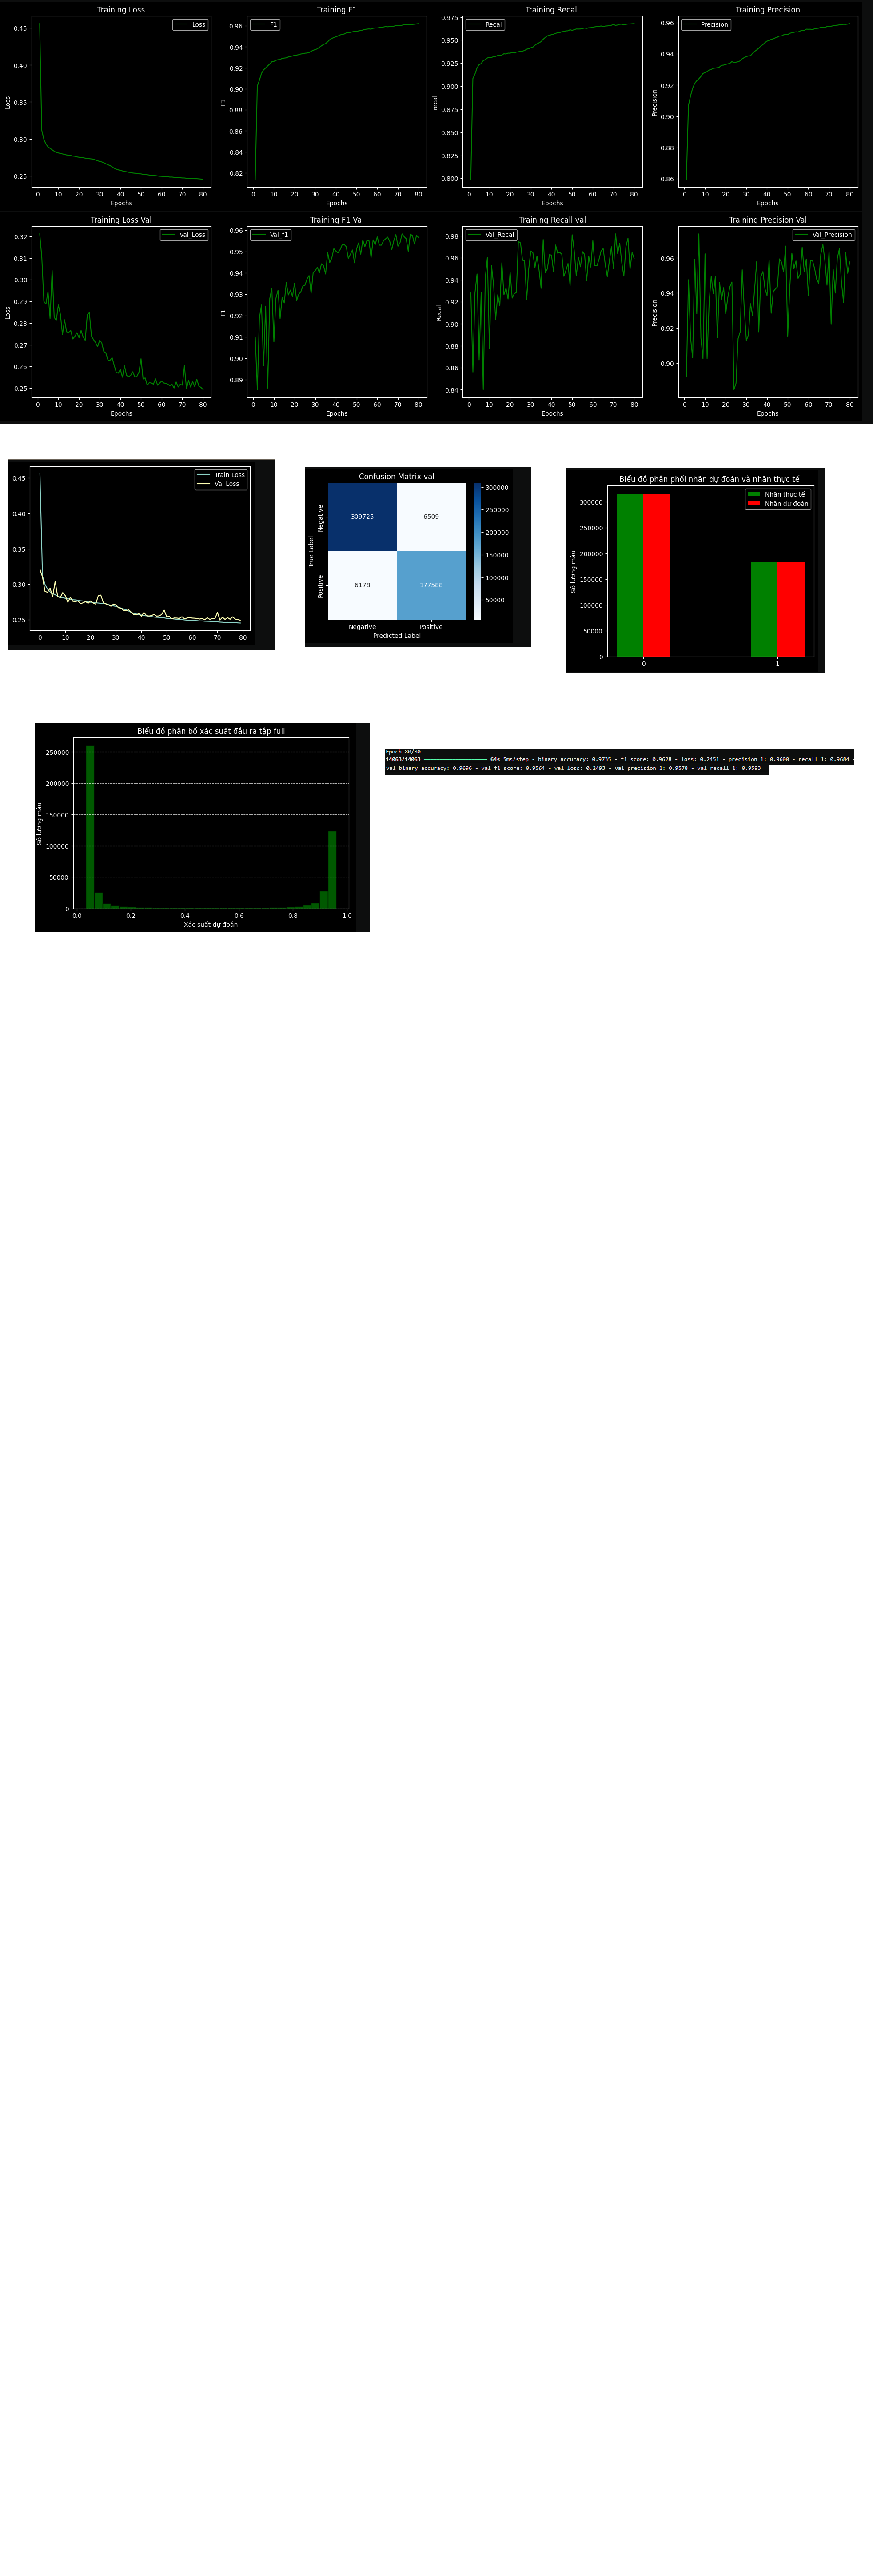 Training Loss
Loss
0.45
0.40
0.35
0.30
0.25
Loss
0 10 20 30 40 50 60 70 80
Epochs
Training F1
F1
0.96
0.94
0.92
0.90
0.88
0.86
0.84
0.82
F1
0 10 20 30 40 50 60 70 80
Epochs
Training Recall
Recal
0.975
0.950
0.925
0.900
0.875
0.850
0.825
0.800
recal
0 10 20 30 40 50 60 70 80
Epochs
Training Precision
Precision
0.96
0.94
0.92
0.90
0.88
0.86
Precision
0 10 20 30 40 50 60 70 80
Epochs
Training Loss Val
val_Loss
0.32
0.31
0.30
0.29
0.28
0.27
0.26
0.25
Loss
0 10 20 30 40 50 60 70 80
Epochs
Training F1 Val
Val_f1
0.96
0.95
0.94
0.93
0.92
0.91
0.90
0.89
F1
0 10 20 30 40 50 60 70 80
Epochs
Training Recall val
Val_Recal
0.98
0.96
0.94
0.92
0.90
0.88
0.86
0.84
Recal
0 10 20 30 40 50 60 70 80
Epochs
Training Precision Val
Val_Precision
0.96
0.94
0.92
0.90
Precision
0 10 20 30 40 50 60 70 80
Epochs
Train Loss
Val Loss
0.45
0.40
0.35
0.30
0.25
0 10 20 30 40 50 60 70 80
Confusion Matrix val
True Label
Negative
Positive
309725 6509
6178 177588
Negative Positive
Predicted Label
300000
250000
200000
150000
100000
50000
Biểu đồ phân phối nhãn dự đoán và nhãn thực tế
Nhãn thực tế
Nhãn dự đoán
Số lượng mẫu
300000
250000
200000
150000
100000
50000
0
0 1
Biểu đồ phân bố xác suất đầu ra tập full
Số lượng mẫu
250000
200000
150000
100000
50000
0
0.0 0.2 0.4 0.6 0.8 1.0
Xác suất dự đoán
Epoch 80/80
14063/14063 64s 5ms/step - binary_accuracy: 0.9735 - f1_score: 0.9628 - loss: 0.2451 - precision_1: 0.9600 - recall_1: 0.9684
val_binary_accuracy: 0.9696 - val_f1_score: 0.9564 - val_loss: 0.2493 - val_precision_1: 0.9578 - val_recall_1: 0.9593